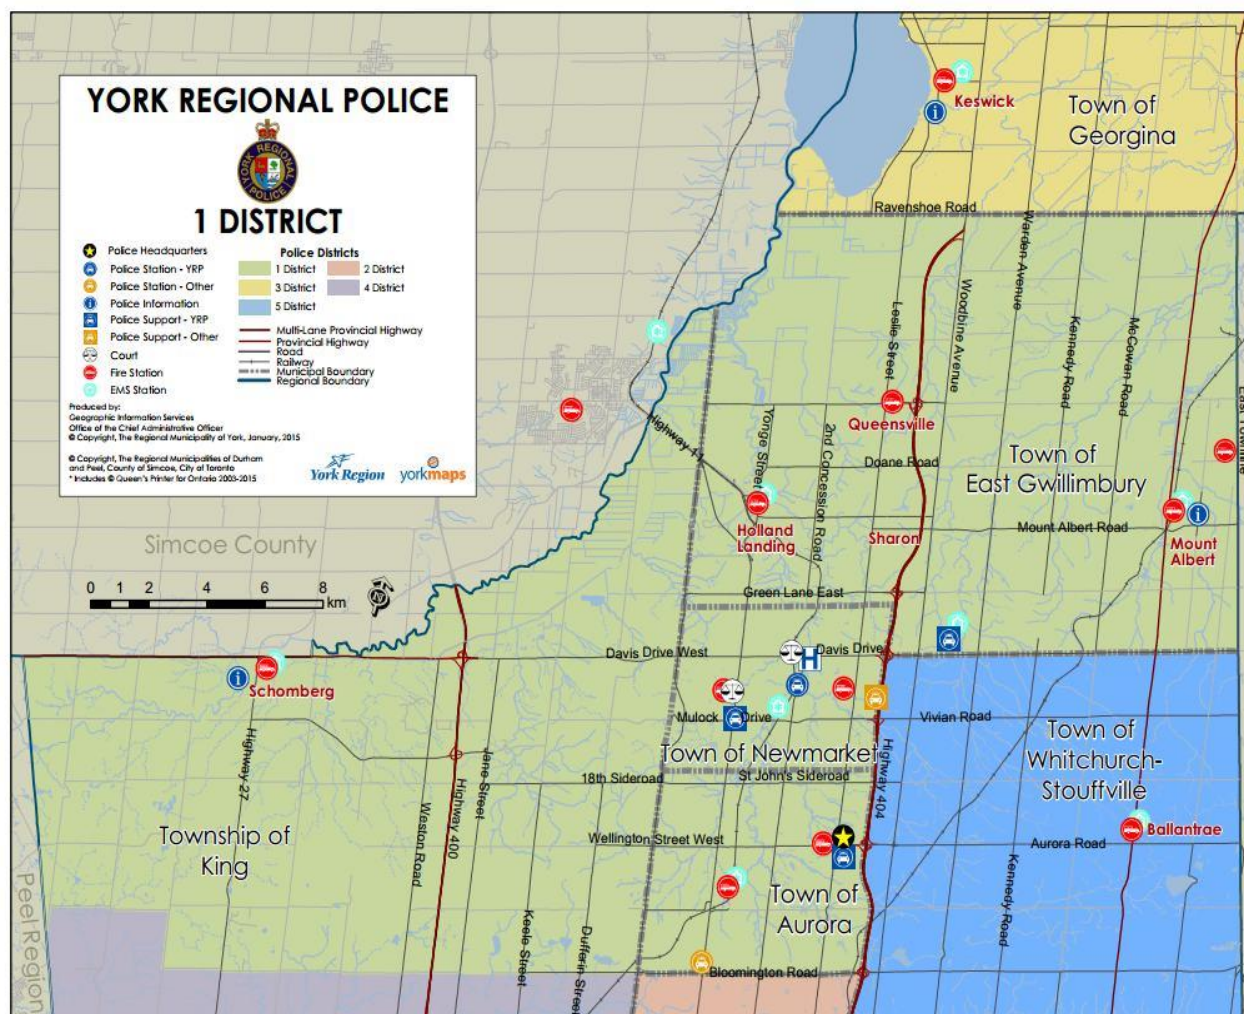 YORK REGIONAL POLICE
YORK REGIONAL
POLICE
1 DISTRICT
Police Headquarters
Police Station - YRP
Police Station - Other
Police Information
Police Support - YRP
Police Support - Other
Court
Fire Station
EMS Station
Police Districts
1 District
2 District
3 District
4 District
5 District
Multi-Lane Provincial Highway
Provincial Highway
Road
Railway
Municipal Boundary
Regional Boundary
Produced by:
Geographic Information Services
Office of the Chief Administrative Officer
© Copyright, The Regional Municipality of York, January, 2015
© Copyright, The Regional Municipalities of Durham
and Peel, County of Simcoe, City of Toronto
* Includes © Queen's Printer for Ontario 2003-2015
York Region
yorkmaps
Keswick
Town of
Georgina
Ravenshoe Road
Warden Avenue
Woodbine Avenue
Leslie Street
Kennedy Road
McCowan Road
Queensville
Highway 11
Yonge Street
2nd Concession Road
Doane Road
Town of
East Gwillimbury
Holland
Landing
Sharon
Mount Albert Road
Mount
Albert
Simcoe County
0 1 2 4 6 8
km
N
Green Lane East
Davis Drive West
H
Davis Drive
Schomberg
Mulock Drive
Vivian Road
Town of Newmarket
Town of
Whitchurch-
Stouffville
Highway 27
Jane Street
18th Sideroad
St John's Sideroad
Highway 404
Weston Road
Highway 400
Township of
King
Wellington Street West
Aurora Road
Ballantrae
Town of
Aurora
Kennedy Road
Peel Region
Keele Street
Dufferin Street
Bloomington Road